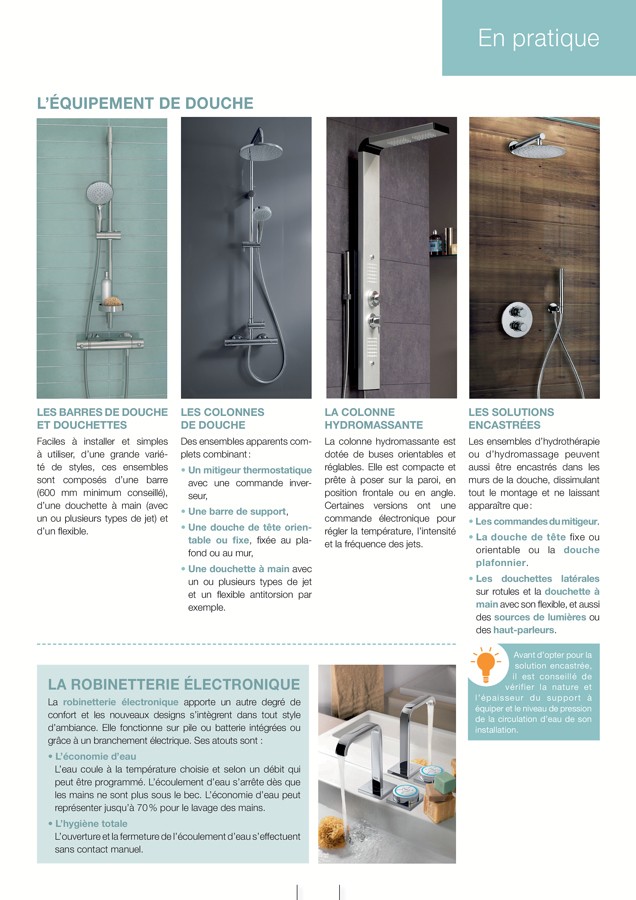 En pratique
L'ÉQUIPEMENT DE DOUCHE
LES BARRES DE DOUCHE
ET DOUCHETTES
Faciles à installer et simples
à utiliser, d'une grande varié-
té de styles, ces ensembles
sont composés d'une barre
(600 mm minimum conseillé),
d'une douchette à main (avec
un ou plusieurs types de jet) et
d'un flexible.
LES COLONNES
DE DOUCHE
Des ensembles apparents com-
plets combinant :
• Un mitigeur thermostatique
avec une commande inver-
seur,
• Une barre de support,
• Une douche de tête orien-
table ou fixe, fixée au pla-
fond ou au mur,
• Une douchette à main avec
un ou plusieurs types de jet
et un flexible antitorsion par
exemple.
LA COLONNE
HYDROMASSANTE
La colonne hydromassante est
dotée de buses orientables et
réglables. Elle est compacte et
prête à poser sur la paroi, en
position frontale ou en angle.
Certaines versions ont une
commande électronique pour
régler la température, l'intensité
et la fréquence des jets.
LES SOLUTIONS
ENCASTRÉES
Les ensembles d'hydrothérapie
ou d'hydromassage peuvent
aussi être encastrés dans les
murs de la douche, dissimulant
tout le montage et ne laissant
apparaître que :
• Les commandes du mitigeur.
• La douche de tête fixe ou
orientable ou la douche
plafonnier.
• Les douchettes latérales
sur rotules et la douchette à
main avec son flexible, et aussi
des sources de lumières ou
des haut-parleurs.
Avant d'opter pour la
solution encastrée,
il est conseillé de
vérifier la nature et
l'épaisseur du support à
équiper et le niveau de pression
de la circulation d'eau de son
installation.
LA ROBINETTERIE ÉLECTRONIQUE
La robinetterie électronique apporte un autre degré de
confort et les nouveaux designs s'intègrent dans tout style
d'ambiance. Elle fonctionne sur pile ou batterie intégrées ou
grâce à un branchement électrique. Ses atouts sont :
• L'économie d'eau
L'eau coule à la température choisie et selon un débit qui
peut être programmé. L'écoulement d'eau s'arrête dès que
les mains ne sont plus sous le bec. L'économie d'eau peut
représenter jusqu'à 70 % pour le lavage des mains.
• L'hygiène totale
L'ouverture et la fermeture de l'écoulement d'eau s'effectuent
sans contact manuel.